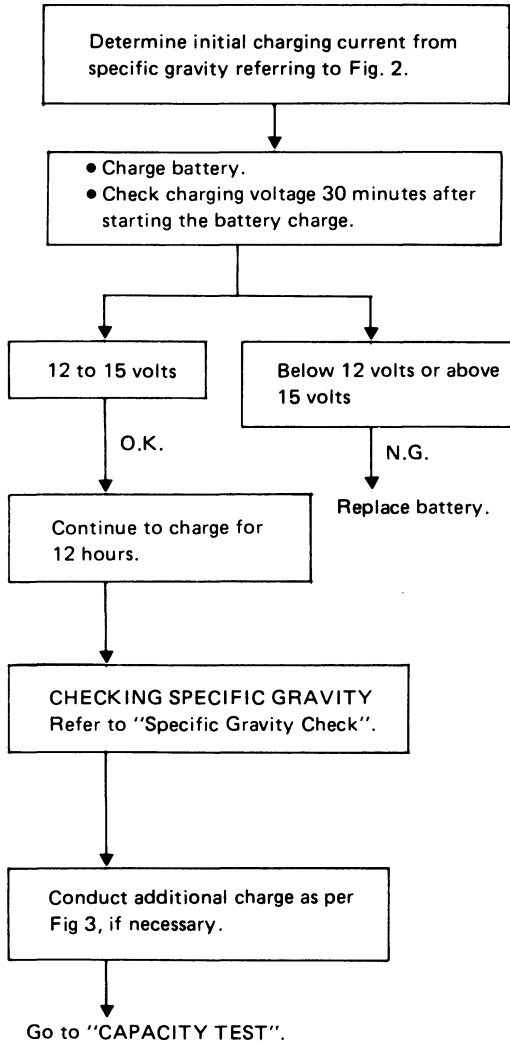 Determine initial charging current from
specific gravity referring to Fig. 2.
● Charge battery.
● Check charging voltage 30 minutes after
starting the battery charge.
12 to 15 volts
Below 12 volts or above
15 volts
O.K.
N.G.
Replace battery.
Continue to charge for
12 hours.
CHECKING SPECIFIC GRAVITY
Refer to "Specific Gravity Check".
Conduct additional charge as per
Fig 3, if necessary.
Go to "CAPACITY TEST".